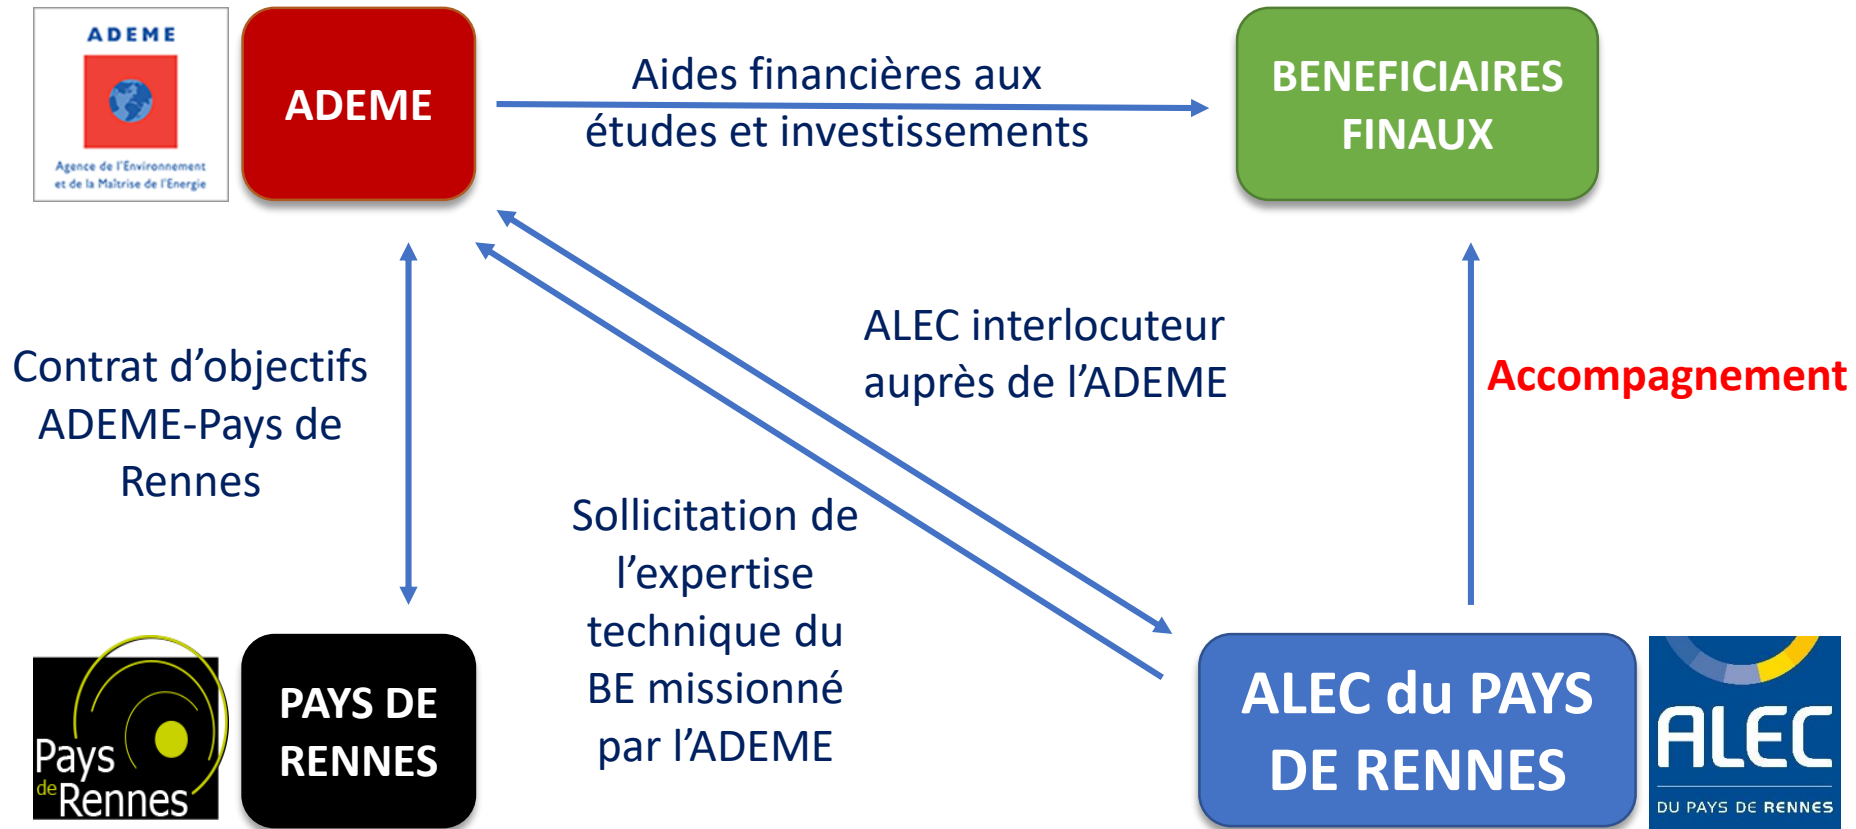 ADEME
Agence de l'Environnement
et de la Maîtrise de l'Energie
ADEME
Aides financières aux
études et investissements
BENEFICIAIRES
FINAUX
Contrat d’objectifs
ADEME-Pays de
Rennes
ALEC interlocuteur
auprès de l’ADEME
Accompagnement
Sollicitation de
l’expertise
technique du
BE missionné
par l’ADEME
Pays
de
Rennes
PAYS DE
RENNES
ALEC du PAYS
DE RENNES
ALEC
DU PAYS DE RENNES